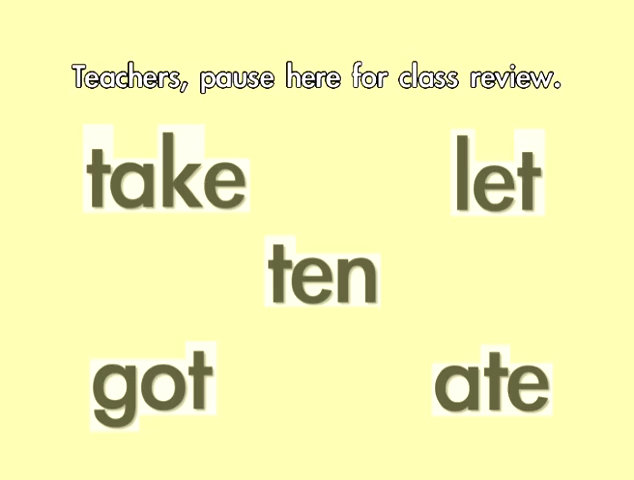 Teachers, pause here for class review.
take let
ten
got ate